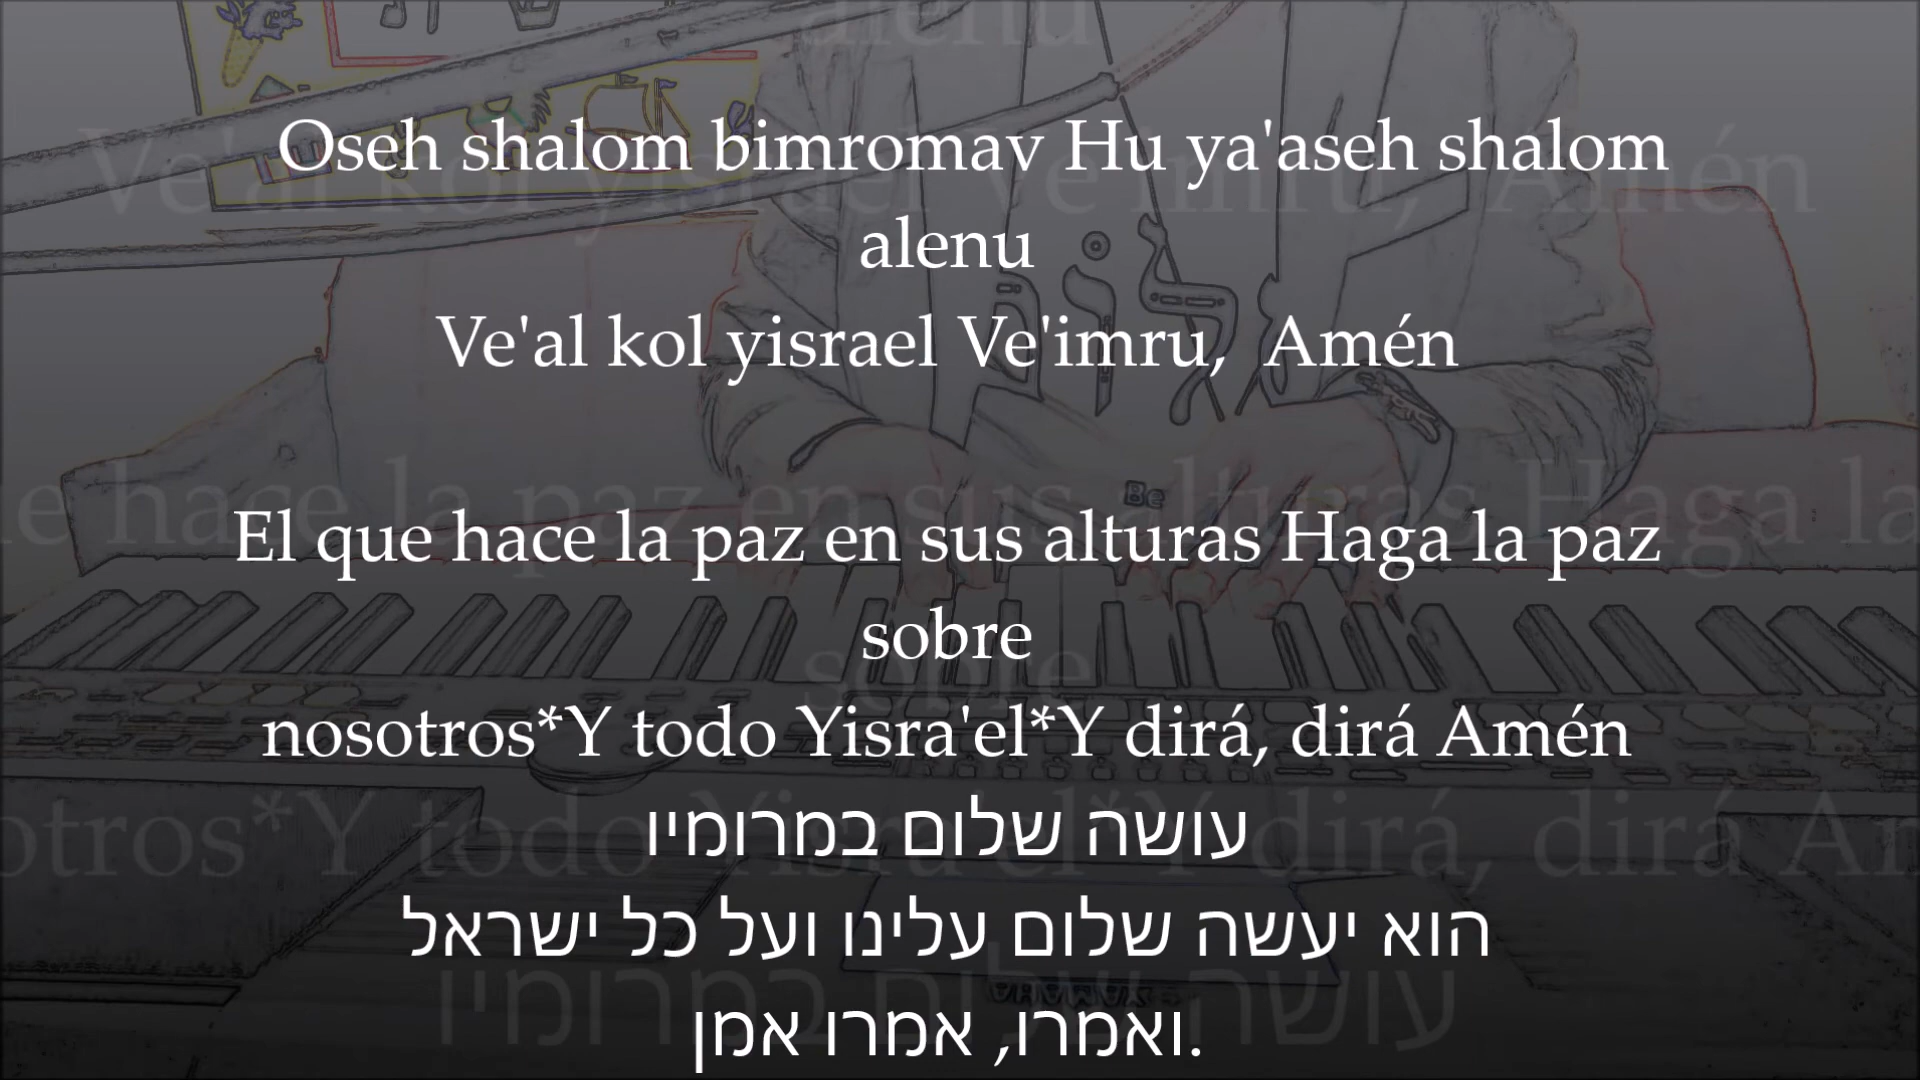 Oseh shalom bimromav Hu ya'aseh shalom
alenu
Ve'al kol yisrael Ve'imru, Amén
El que hace la paz en sus alturas Haga la paz
sobre
nosotros*Y todo Yisra'el*Y dirá, dirá Amén
עושה שלום במרומיו
הוא יעשה שלום עלינו ועל כל ישראל
ואמרו, אמרו אמן.
Be